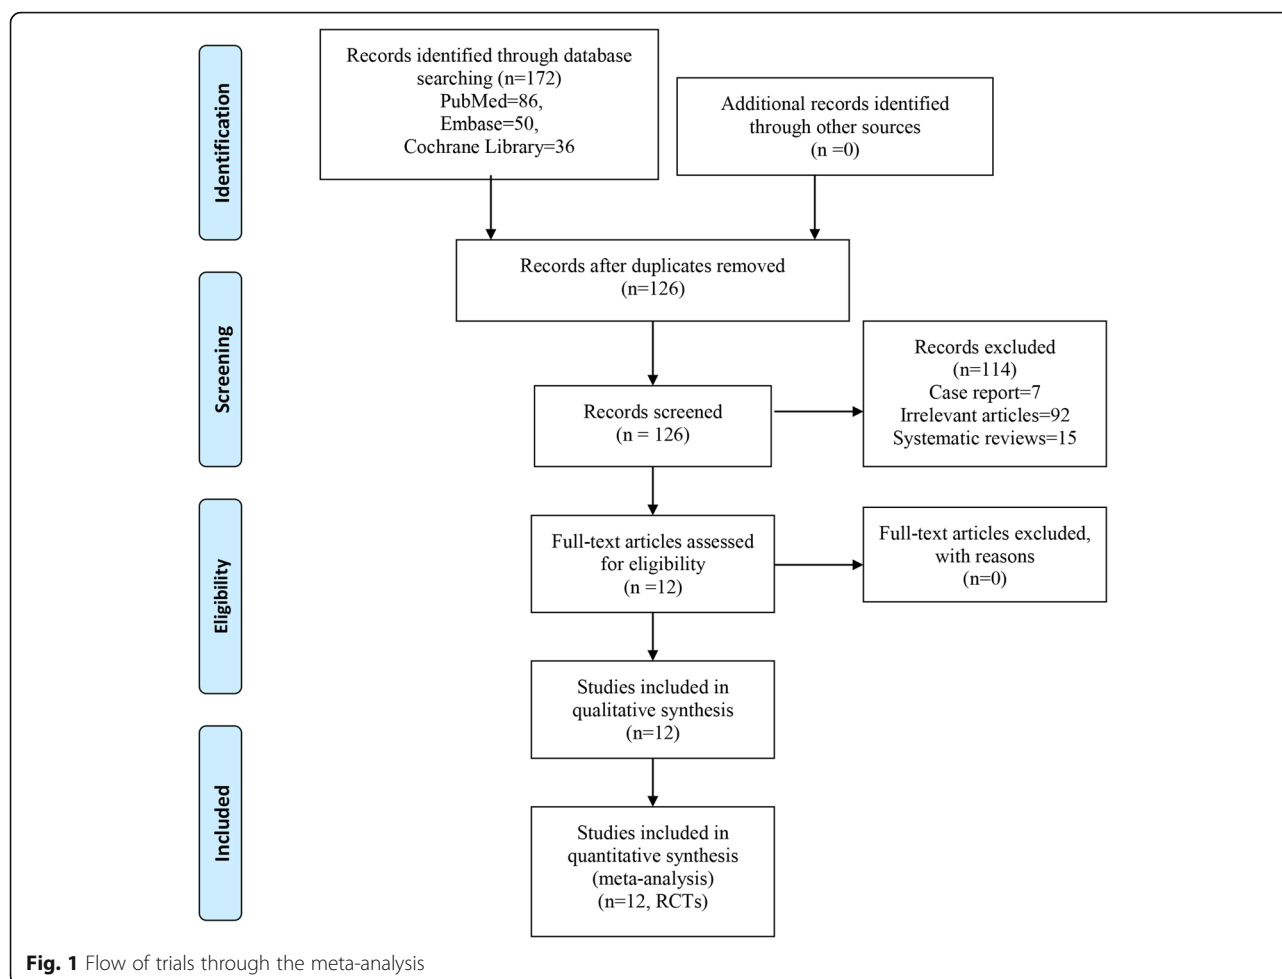 Identification
Records identified through database
searching (n=172)
PubMed=86,
Embase=50,
Cochrane Library=36
Additional records identified
through other sources
(n =0)
Records after duplicates removed
(n=126)
Screening
Records screened
(n = 126)
Records excluded
(n=114)
Case report=7
Irrelevant articles=92
Systematic reviews=15
Eligibility
Full-text articles assessed
for eligibility
(n =12)
Full-text articles excluded,
with reasons
(n=0)
Studies included in
qualitative synthesis
(n=12)
Included
Studies included in
quantitative synthesis
(meta-analysis)
(n=12, RCTs)
Fig. 1 Flow of trials through the meta-analysis